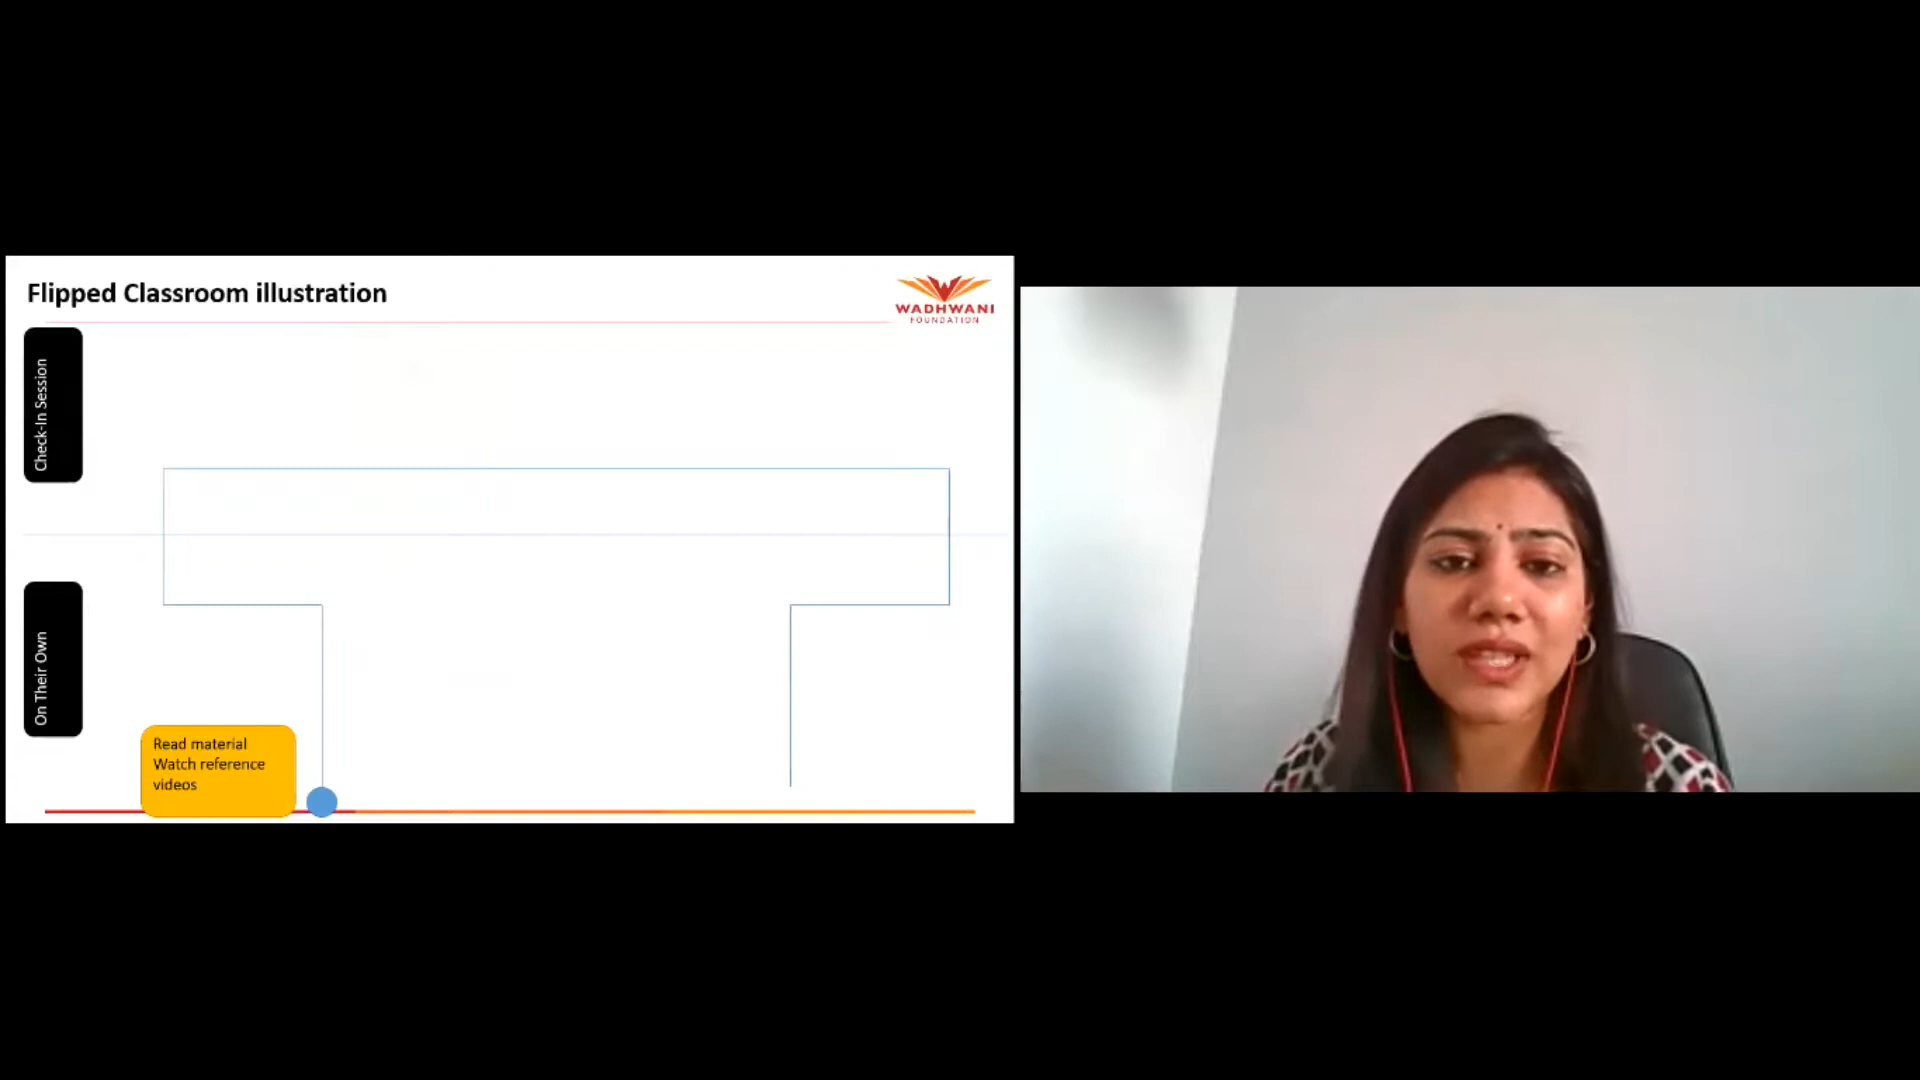 Flipped Classroom illustration
WADHWANI
FOUNDATION
Check-In Session
On Their Own
Read material
Watch reference
videos